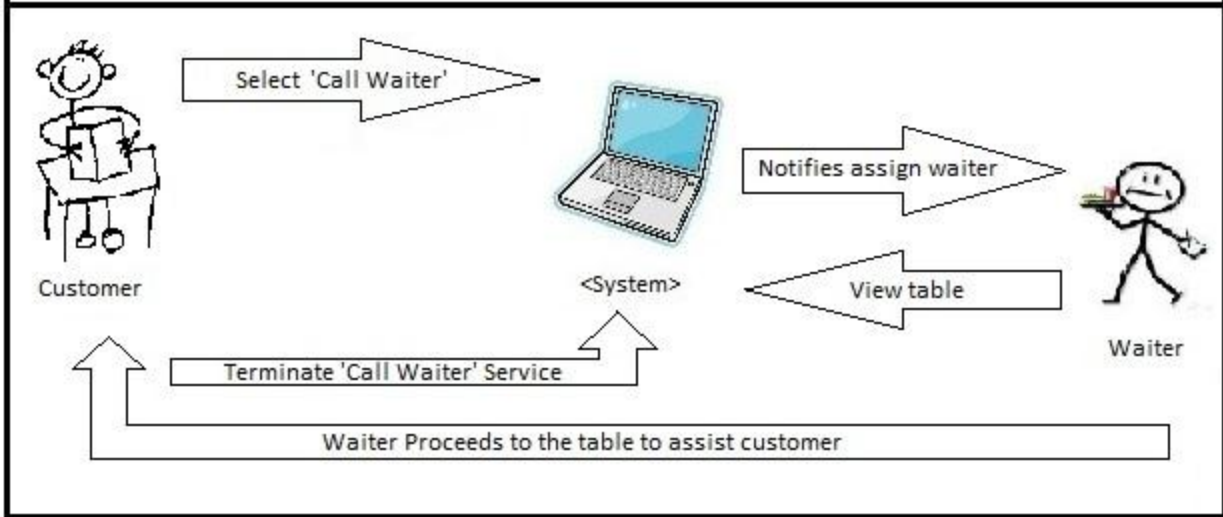 Select 'Call Waiter'
Notifies assign waiter
Customer
<System>
View table
Waiter
Terminate 'Call Waiter' Service
Waiter Proceeds to the table to assist customer